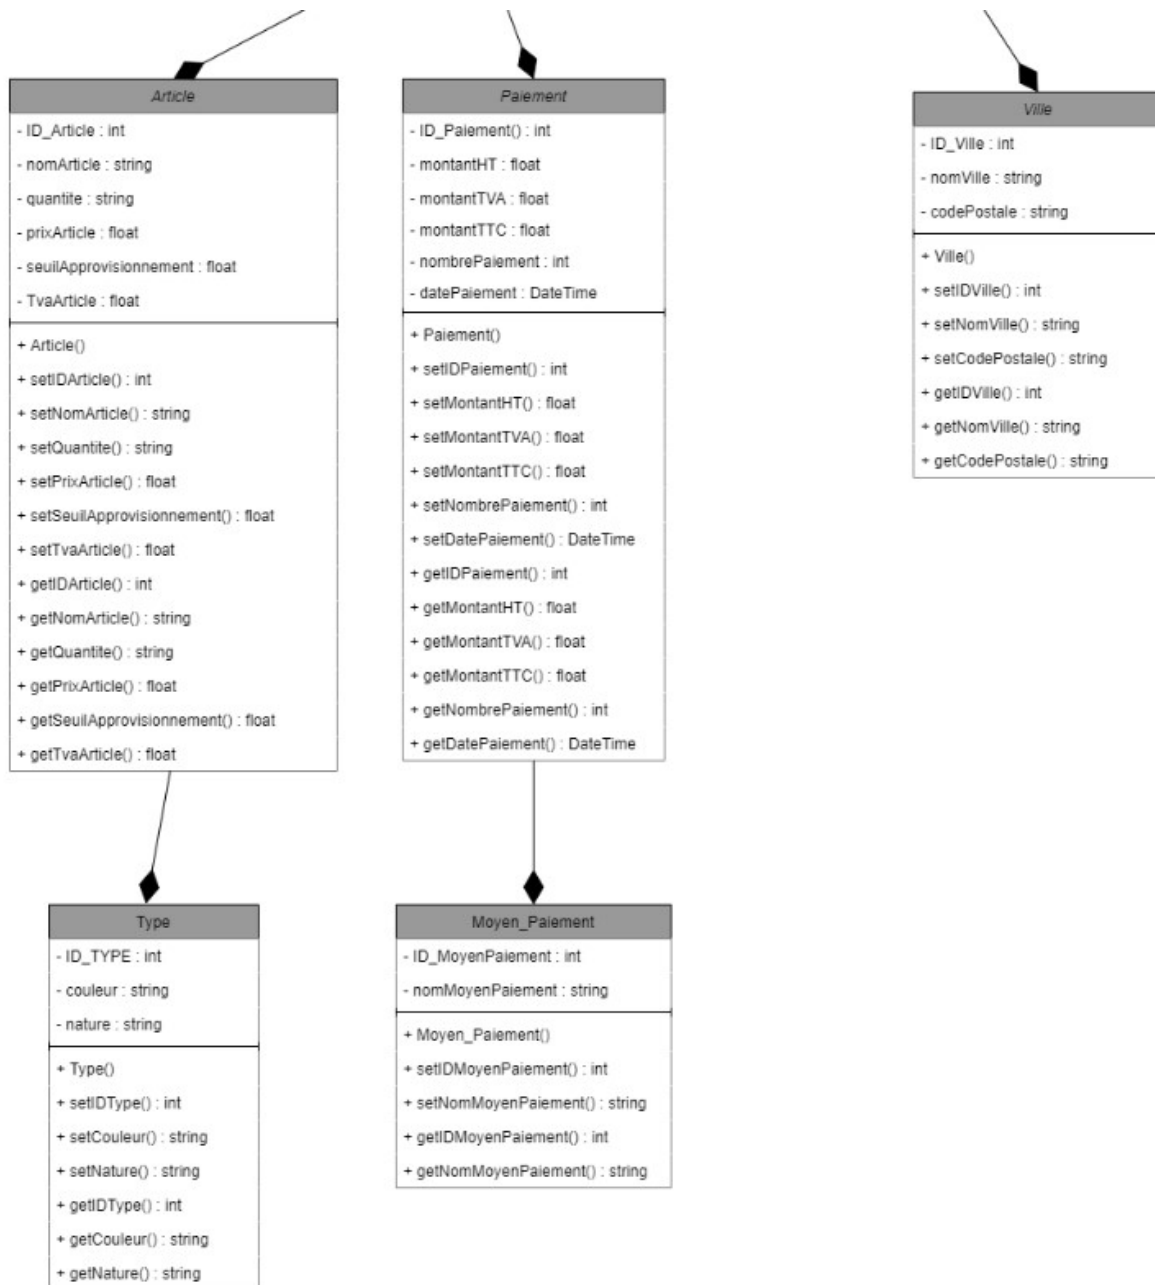 Article
- ID_Article : int
- nomArticle : string
- quantite : string
- prixArticle : float
- seuilApprovisionnement : float
- TvaArticle : float
+ Article()
+ setIDArticle() : int
+ setNomArticle() : string
+ setQuantite() : string
+ setPrixArticle() : float
+ setSeuilApprovisionnement() : float
+ setTvaArticle() : float
+ getIDArticle() : int
+ getNomArticle() : string
+ getQuantite() : string
+ getPrixArticle() : float
+ getSeuilApprovisionnement() : float
+ getTvaArticle() : float
Paiement
- ID_Paiement() : int
- montantHT : float
- montantTVA : float
- montantTTC : float
- nombrePaiement : int
- datePaiement : DateTime
+ Paiement()
+ setIDPaiement() : int
+ setMontantHT() : float
+ setMontantTVA() : float
+ setMontantTTC() : float
+ setNombrePaiement() : int
+ setDatePaiement() : DateTime
+ getIDPaiement() : int
+ getMontantHT() : float
+ getMontantTVA() : float
+ getMontantTTC() : float
+ getNombrePaiement() : int
+ getDatePaiement() : DateTime
Ville
- ID_Ville : int
- nomVille : string
- codePostale : string
+ Ville()
+ setIDVille() : int
+ setNomVille() : string
+ setCodePostale() : string
+ getIDVille() : int
+ getNomVille() : string
+ getCodePostale() : string
Type
- ID_TYPE : int
- couleur : string
- nature : string
+ Type()
+ setIDType() : int
+ setCouleur() : string
+ setNature() : string
+ getIDType() : int
+ getCouleur() : string
+ getNature() : string
Moyen_Paiement
- ID_MoyenPaiement : int
- nomMoyenPaiement : string
+ Moyen_Paiement()
+ setIDMoyenPaiement() : int
+ setNomMoyenPaiement() : string
+ getIDMoyenPaiement() : int
+ getNomMoyenPaiement() : string